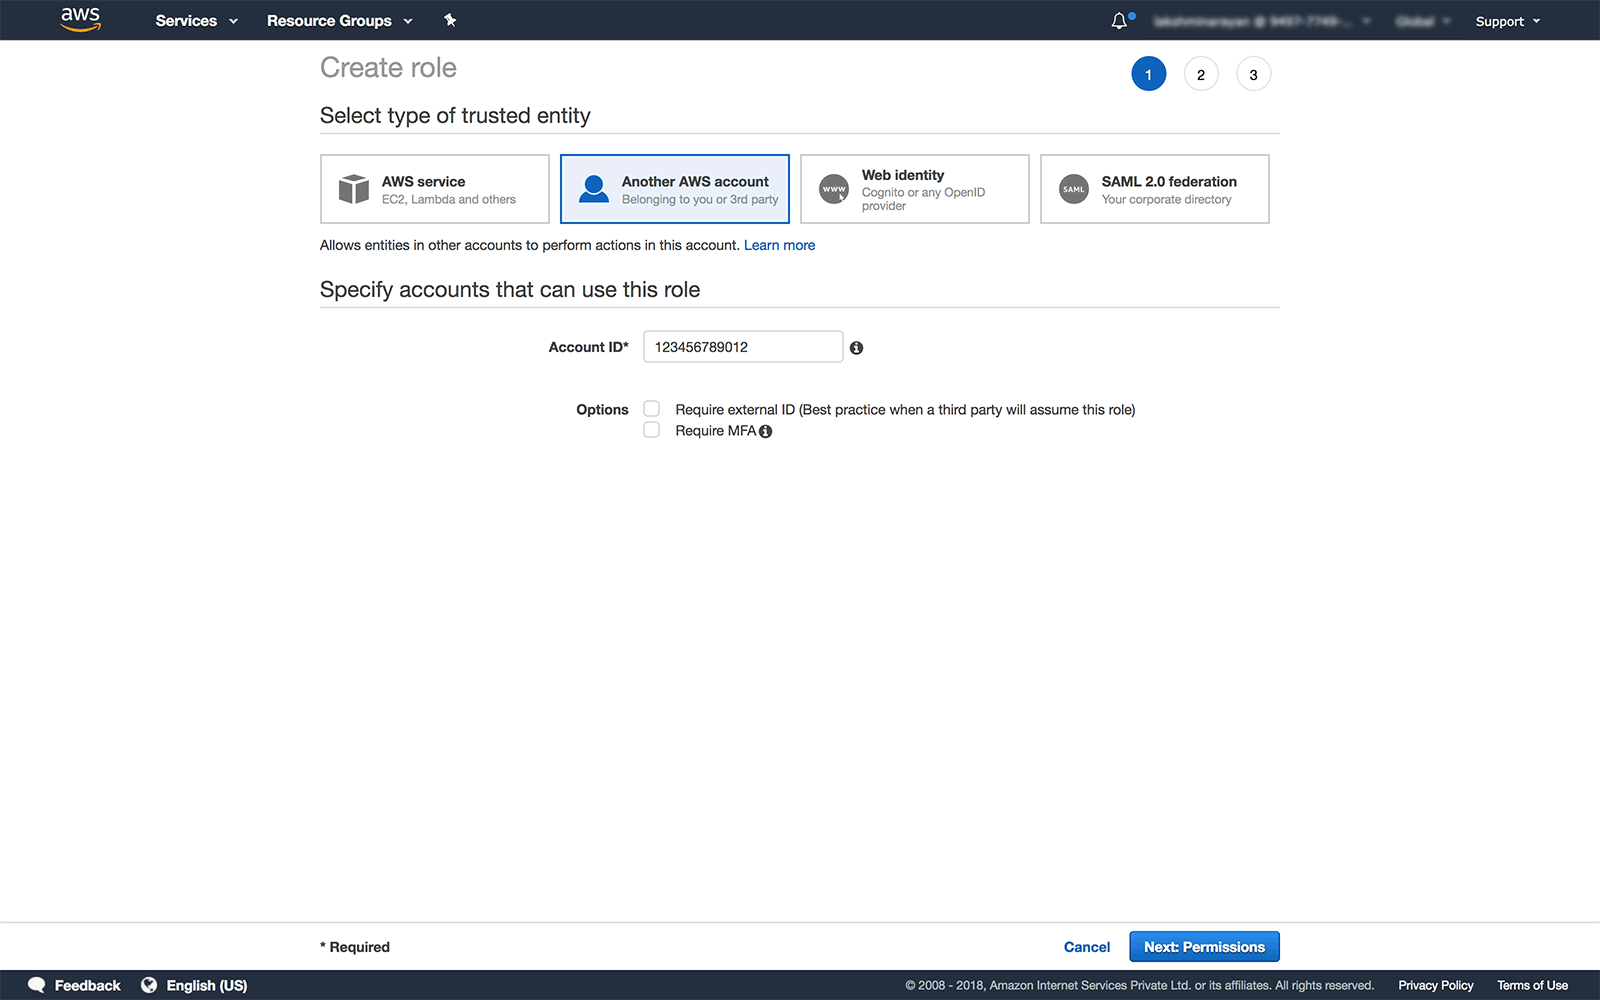 aws Services Resource Groups Support
Create role 1 2 3
Select type of trusted entity
AWS service
EC2, Lambda and others
Another AWS account
Belonging to you or 3rd party
www
Web identity
Cognito or any OpenID
provider
SAML
SAML 2.0 federation
Your corporate directory
Allows entities in other accounts to perform actions in this account. Learn more
Specify accounts that can use this role
Account ID* 123456789012
Options Require external ID (Best practice when a third party will assume this role)
Require MFA
* Required Cancel Next: Permissions
Feedback English (US) © 2008 - 2018, Amazon Internet Services Private Ltd. or its affiliates. All rights reserved. Privacy Policy Terms of Use